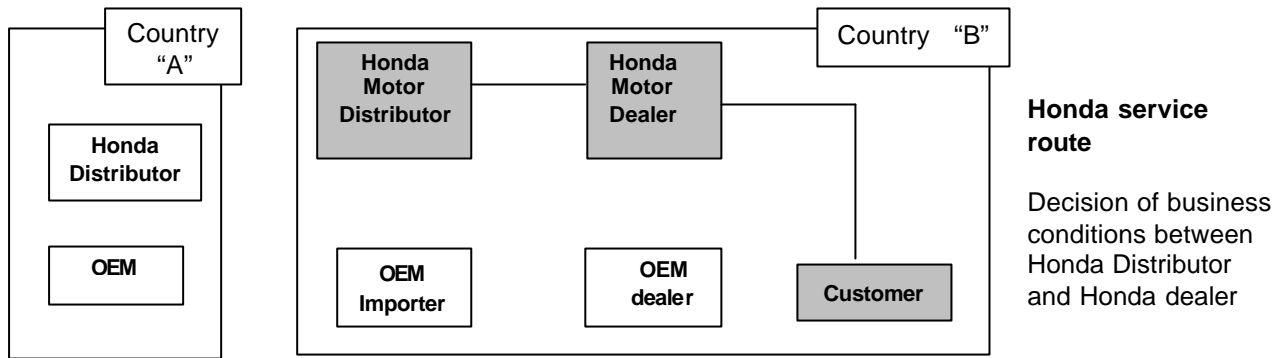 Country
“A”
Honda
Distributor
OEM
Country “B”
Honda
Motor
Distributor
Honda
Motor
Dealer
OEM
Importer
OEM
dealer
Customer
Honda service
route
Decision of business
conditions between
Honda Distributor
and Honda dealer